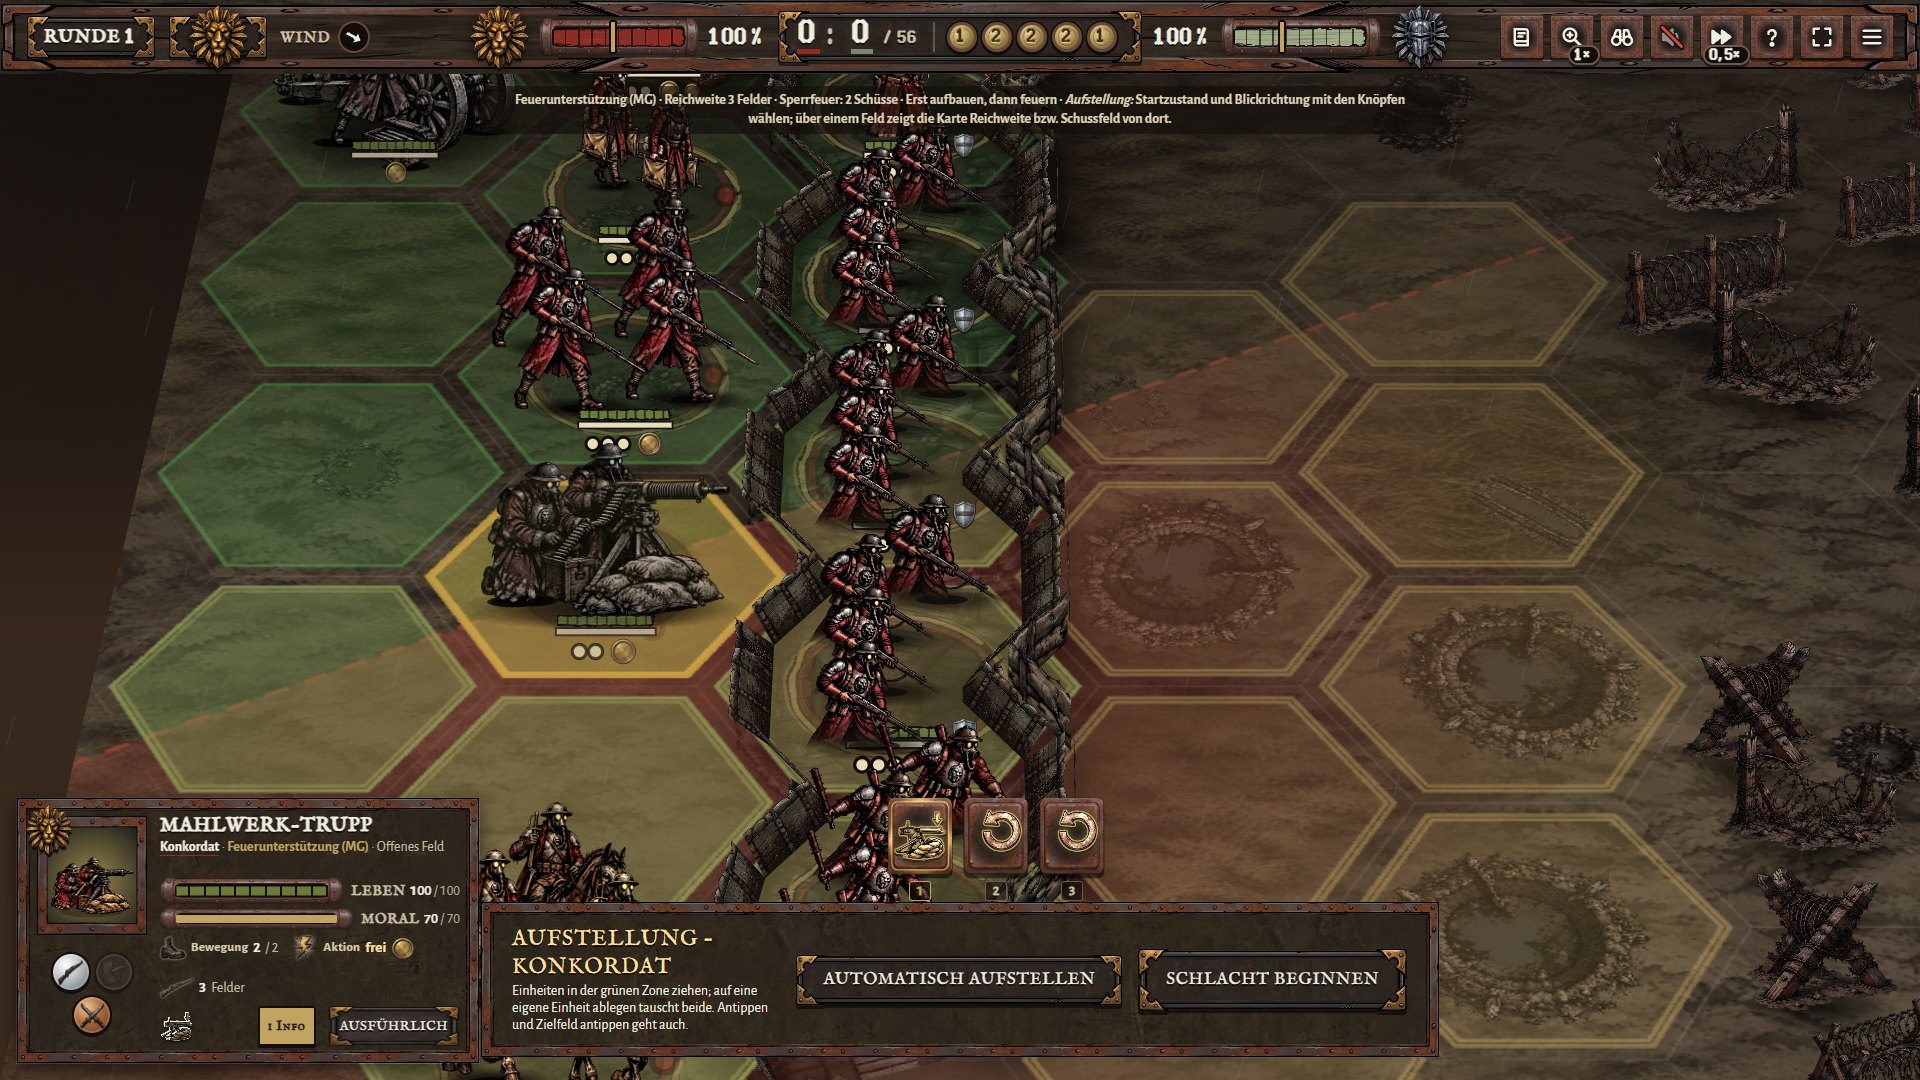 RUNDE 1
WIND
100 %
0 : 0 / 56
1 2 2 2 1
100 %
1×
0,5×
?
Feuerunterstützung (MG) · Reichweite 3 Felder · Sperrfeuer: 2 Schüsse · Erst aufbauen, dann feuern · Aufstellung: Startzustand und Blickrichtung mit den Knöpfen
wählen; über einem Feld zeigt die Karte Reichweite bzw. Schussfeld von dort.
MAHLWERK-TRUPP
Konkordat · Feuerunterstützung (MG) · Offenes Feld
LEBEN 100 / 100
MORAL 70 / 70
Bewegung 2 / 2 Aktion frei
3 Felder
1 INFO
AUSFÜHRLICH
1 2 3
AUFSTELLUNG -
KONKORDAT
Einheiten in der grünen Zone ziehen; auf eine
eigene Einheit ablegen tauscht beide. Antippen
und Zielfeld antippen geht auch.
AUTOMATISCH AUFSTELLEN
SCHLACHT BEGINNEN